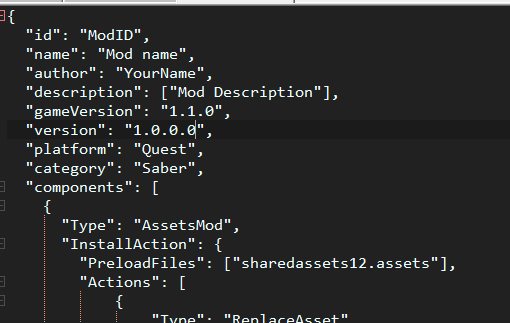 {
"id": "ModID",
"name": "Mod name",
"author": "YourName",
"description": ["Mod Description"],
"gameVersion": "1.1.0",
"version": "1.0.0.0",
"platform": "Quest",
"category": "Saber",
"components": [
{
"Type": "AssetsMod",
"InstallAction": {
"PreloadFiles": ["sharedassets12.assets"],
"Actions": [
{
"Type": "ReplaceAsset"